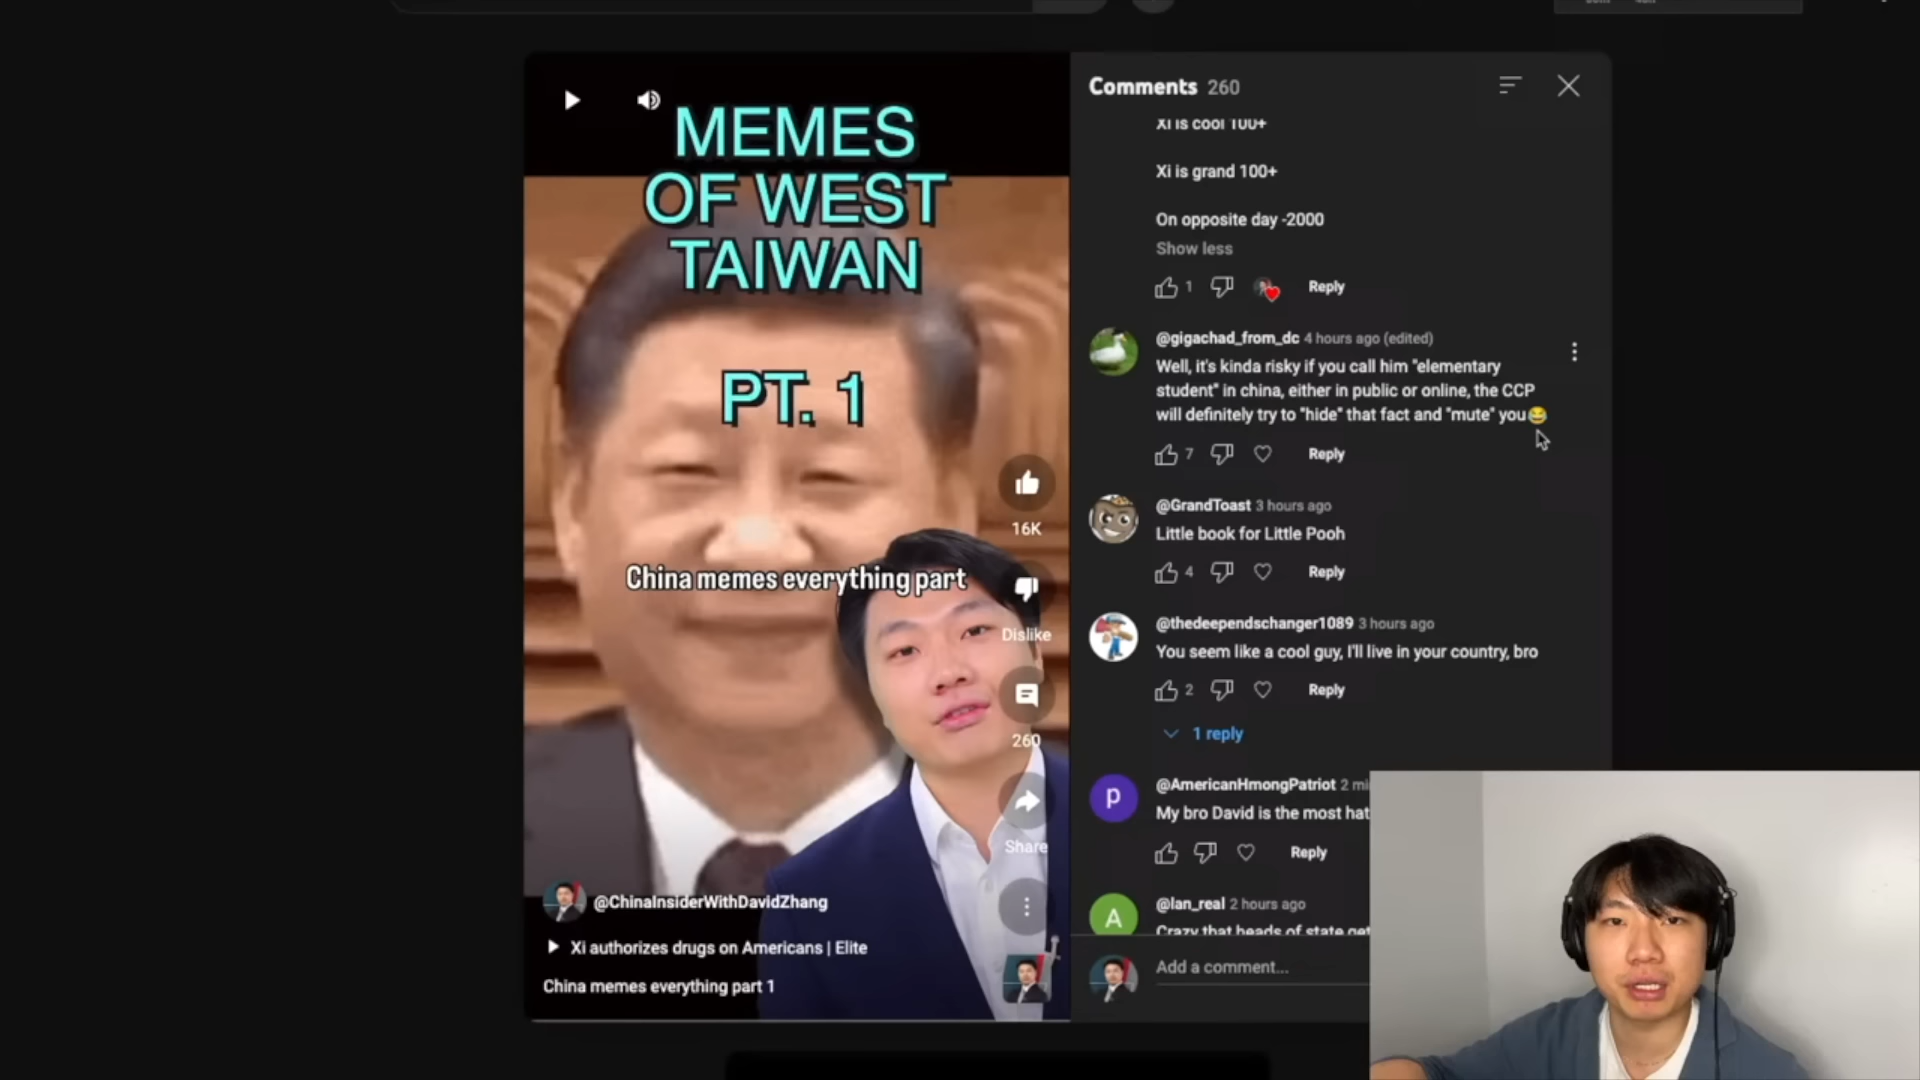 MEMES
OF WEST
TAIWAN
PT. 1
China memes everything part
16K
Dislike
260
Share
@ChinaInsiderWithDavidZhang
Xi authorizes drugs on Americans | Elite
China memes everything part 1
Comments 260
Xi is cool 100+
Xi is grand 100+
On opposite day -2000
Show less
1
Reply
@gigachad_from_dc 4 hours ago (edited)
Well, it's kinda risky if you call him "elementary
student" in china, either in public or online, the CCP
will definitely try to "hide" that fact and "mute" you😂
7
Reply
@GrandToast 3 hours ago
Little book for Little Pooh
4
Reply
@thedeependschanger1089 3 hours ago
You seem like a cool guy, I'll live in your country, bro
2
Reply
1 reply
p
@AmericanHmongPatriot 2 mi
My bro David is the most hat
Reply
A
@lan_real 2 hours ago
Crazy that heads of state get
Add a comment...